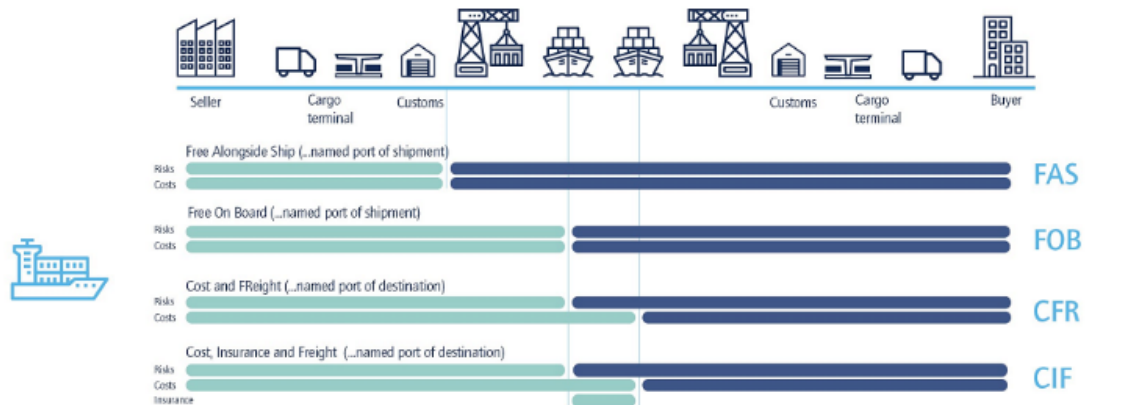 Seller
Cargo
terminal
Customs
Customs
Cargo
terminal
Buyer
Free Alongside Ship (...named port of shipment)
Risks
Costs
FAS
Free On Board (...named port of shipment)
Risks
Costs
FOB
Cost and FReight (...named port of destination)
Risks
Costs
CFR
Cost, Insurance and Freight (...named port of destination)
Risks
Costs
Insurance
CIF